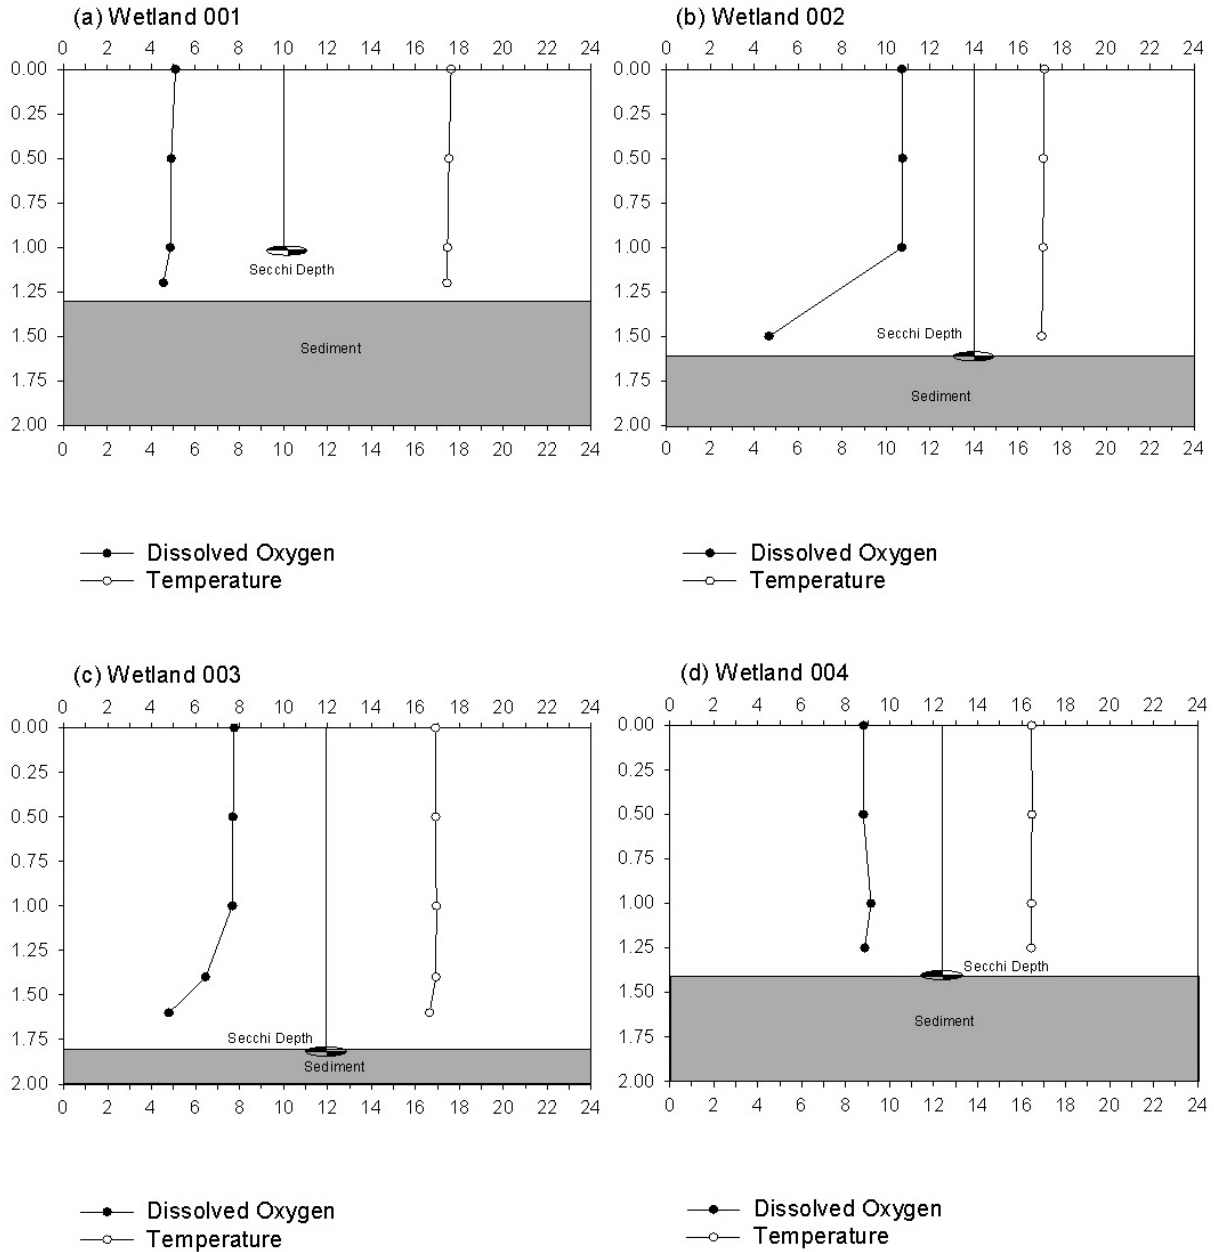 (a) Wetland 001
0 2 4 6 8 10 12 14 16 18 20 22 24
0.00
0.25
0.50
0.75
1.00
Secchi Depth
1.25
1.50
Sediment
1.75
2.00
0 2 4 6 8 10 12 14 16 18 20 22 24
Dissolved Oxygen
Temperature
(b) Wetland 002
0 2 4 6 8 10 12 14 16 18 20 22 24
0.00
0.25
0.50
0.75
1.00
1.25
1.50
Secchi Depth
1.75
Sediment
2.00
0 2 4 6 8 10 12 14 16 18 20 22 24
Dissolved Oxygen
Temperature
(c) Wetland 003
0 2 4 6 8 10 12 14 16 18 20 22 24
0.00
0.25
0.50
0.75
1.00
1.25
1.50
1.75
Secchi Depth
Sediment
2.00
0 2 4 6 8 10 12 14 16 18 20 22 24
Dissolved Oxygen
Temperature
(d) Wetland 004
0 2 4 6 8 10 12 14 16 18 20 22 24
0.00
0.25
0.50
0.75
1.00
1.25
Secchi Depth
1.50
Sediment
1.75
2.00
0 2 4 6 8 10 12 14 16 18 20 22 24
Dissolved Oxygen
Temperature